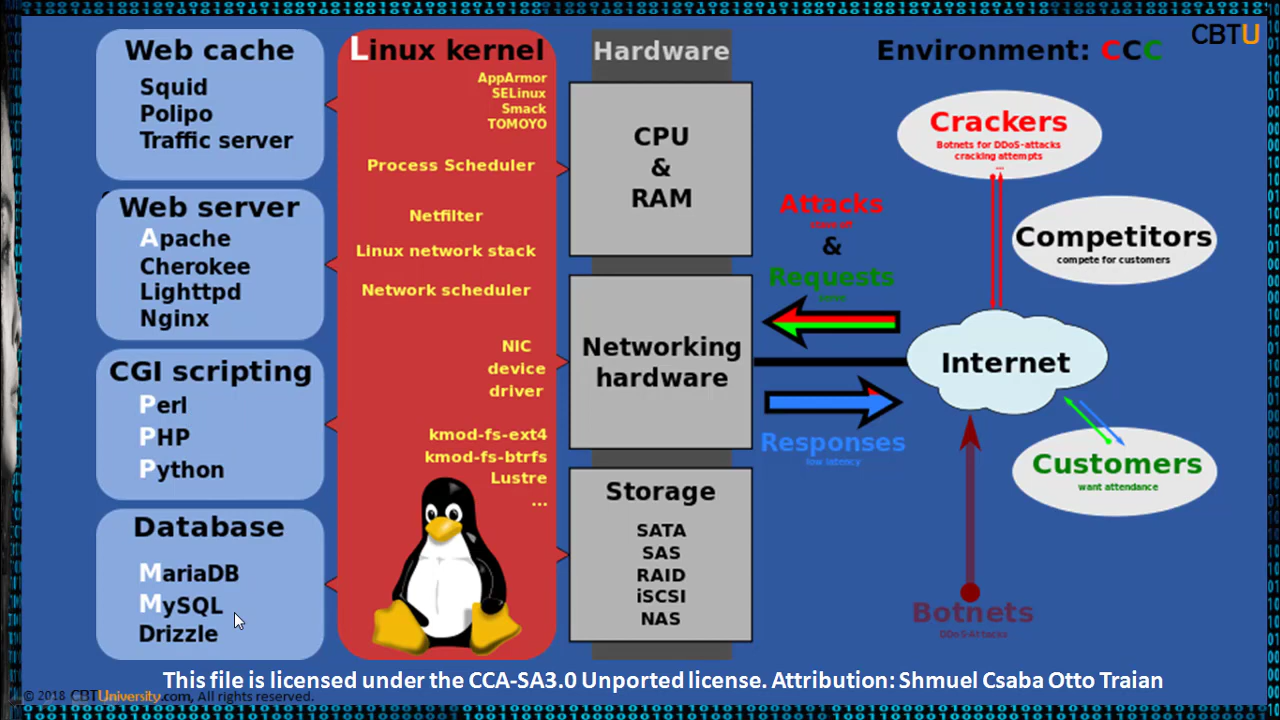 CBTU
Web cache
Squid
Polipo
Traffic server
Web server
Apache
Cherokee
Lighttpd
Nginx
CGI scripting
Perl
PHP
Python
Database
MariaDB
MySQL
Drizzle
Linux kernel
AppArmor
SELinux
Smack
TOMOYO
Process Scheduler
Netfilter
Linux network stack
Network scheduler
NIC
device
driver
kmod-fs-ext4
kmod-fs-btrfs
Lustre
...
Hardware
CPU
&
RAM
Networking
hardware
Storage
SATA
SAS
RAID
iSCSI
NAS
Environment: CCC
Crackers
Botnets for DDoS-attacks
cracking attempts
...
Attacks
&
Requests
Responses
low latency
Competitors
compete for customers
Internet
Customers
want attendance
Botnets
DDoS-Attacks
This file is licensed under the CCA-SA3.0 Unported license. Attribution: Shmuel Csaba Otto Traian
© 2018 CBTUniversity.com, All rights reserved.